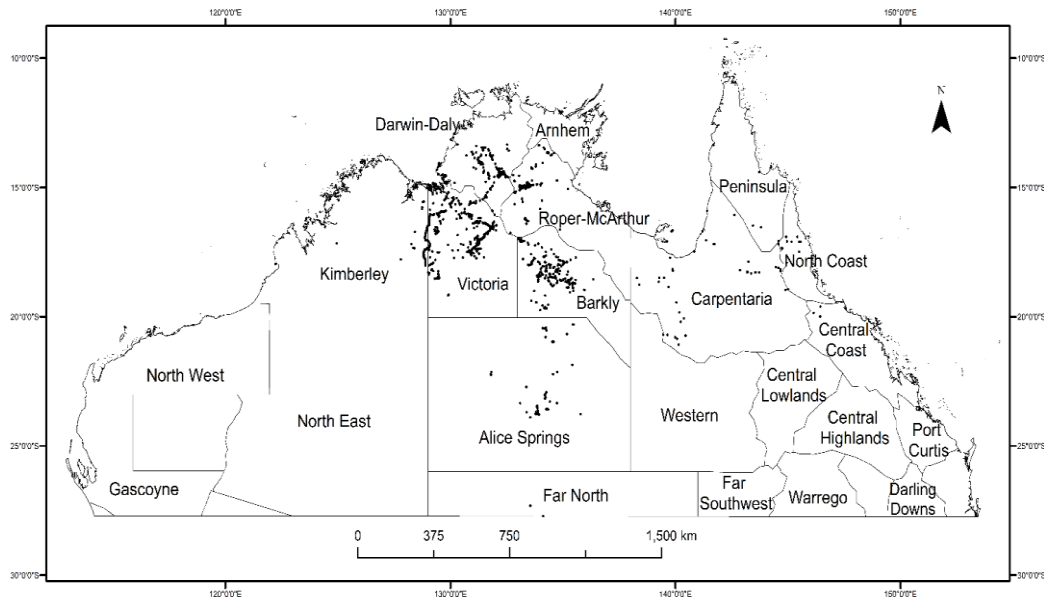 120°0'0"E 130°0'0"E 140°0'0"E 150°0'0"E
10°0'0"S 10°0'0"S
N
Darwin-Daly
Arnhem
15°0'0"S 15°0'0"S
Peninsula
Roper-McArthur
North Coast
Kimberley
Victoria
Barkly
Carpentaria
20°0'0"S 20°0'0"S
Central
Coast
North West
Central
Lowlands
North East
Western
Central
Highlands
Port
Curtis
Alice Springs
25°0'0"S 25°0'0"S
Gascoyne
Far North
Far
Southwest
Warrego
Darling
Downs
0 375 750 1,500 km
30°0'0"S 30°0'0"S
120°0'0"E 130°0'0"E 140°0'0"E 150°0'0"E